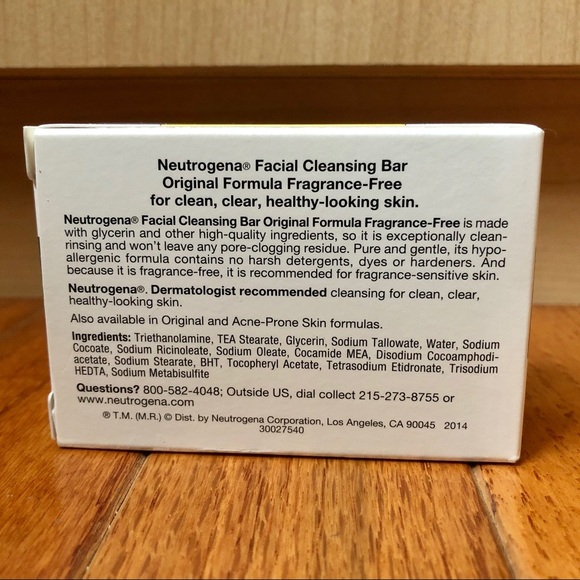 Neutrogena® Facial Cleansing Bar
Original Formula Fragrance-Free
for clean, clear, healthy-looking skin.
Neutrogena® Facial Cleansing Bar Original Formula Fragrance-Free is made
with glycerin and other high-quality ingredients, so it is exceptionally clean-
rinsing and won't leave any pore-clogging residue. Pure and gentle, its hypo-
allergenic formula contains no harsh detergents, dyes or hardeners. And
because it is fragrance-free, it is recommended for fragrance-sensitive skin.
Neutrogena®. Dermatologist recommended cleansing for clean, clear,
healthy-looking skin.
Also available in Original and Acne-Prone Skin formulas.
Ingredients: Triethanolamine, TEA Stearate, Glycerin, Sodium Tallowate, Water, Sodium
Cocoate, Sodium Ricinoleate, Sodium Oleate, Cocamide MEA, Disodium Cocoamphodi-
acetate, Sodium Stearate, BHT, Tocopheryl Acetate, Tetrasodium Etidronate, Trisodium
HEDTA, Sodium Metabisulfite
Questions? 800-582-4048; Outside US, dial collect 215-273-8755 or
www.neutrogena.com
® T.M. (M.R.) © Dist. by Neutrogena Corporation, Los Angeles, CA 90045 2014
30027540